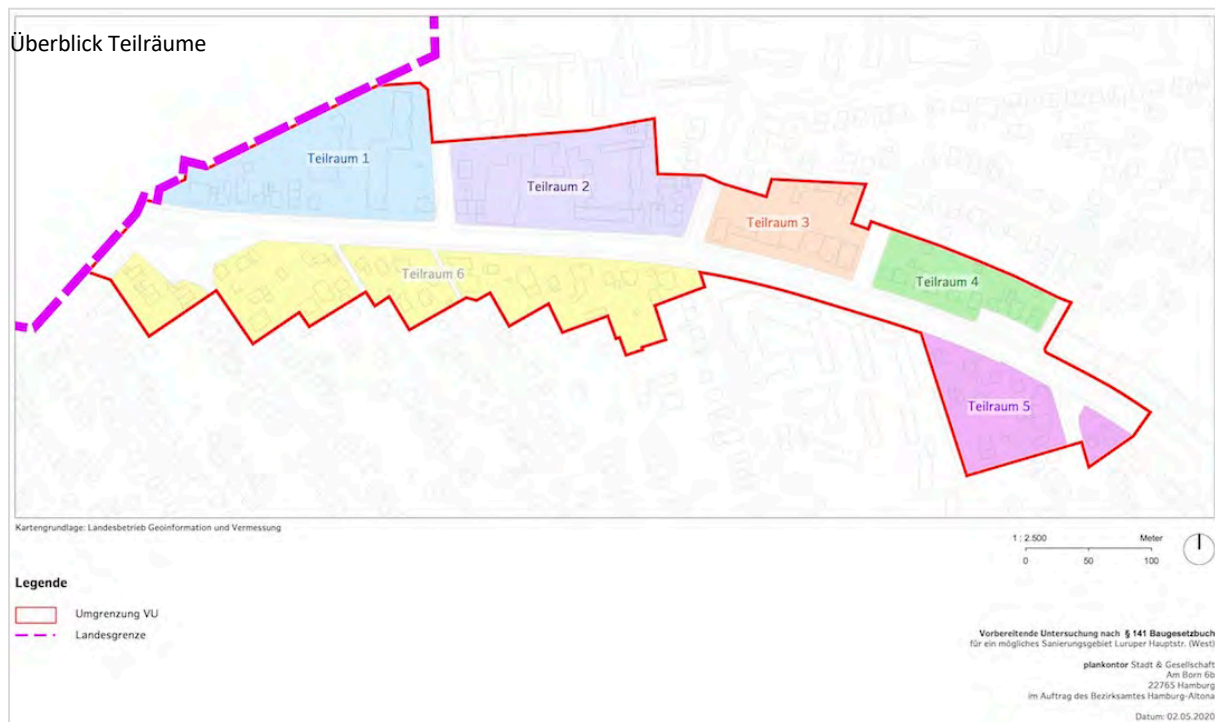 Überblick Teilräume
Teilraum 1
Teilraum 2
Teilraum 3
Teilraum 6
Teilraum 4
Teilraum 5
Kartengrundlage: Landesbetrieb Geoinformation und Vermessung
1 : 2.500 Meter
0 50 100
Legende
Umgrenzung VU
Landesgrenze
Vorbereitende Untersuchung nach § 141 Baugesetzbuch
für ein mögliches Sanierungsgebiet Luruper Hauptstr. (West)
plankontor Stadt & Gesellschaft
Am Born 6b
22765 Hamburg
im Auftrag des Bezirksamtes Hamburg-Altona
Datum: 02.05.2020